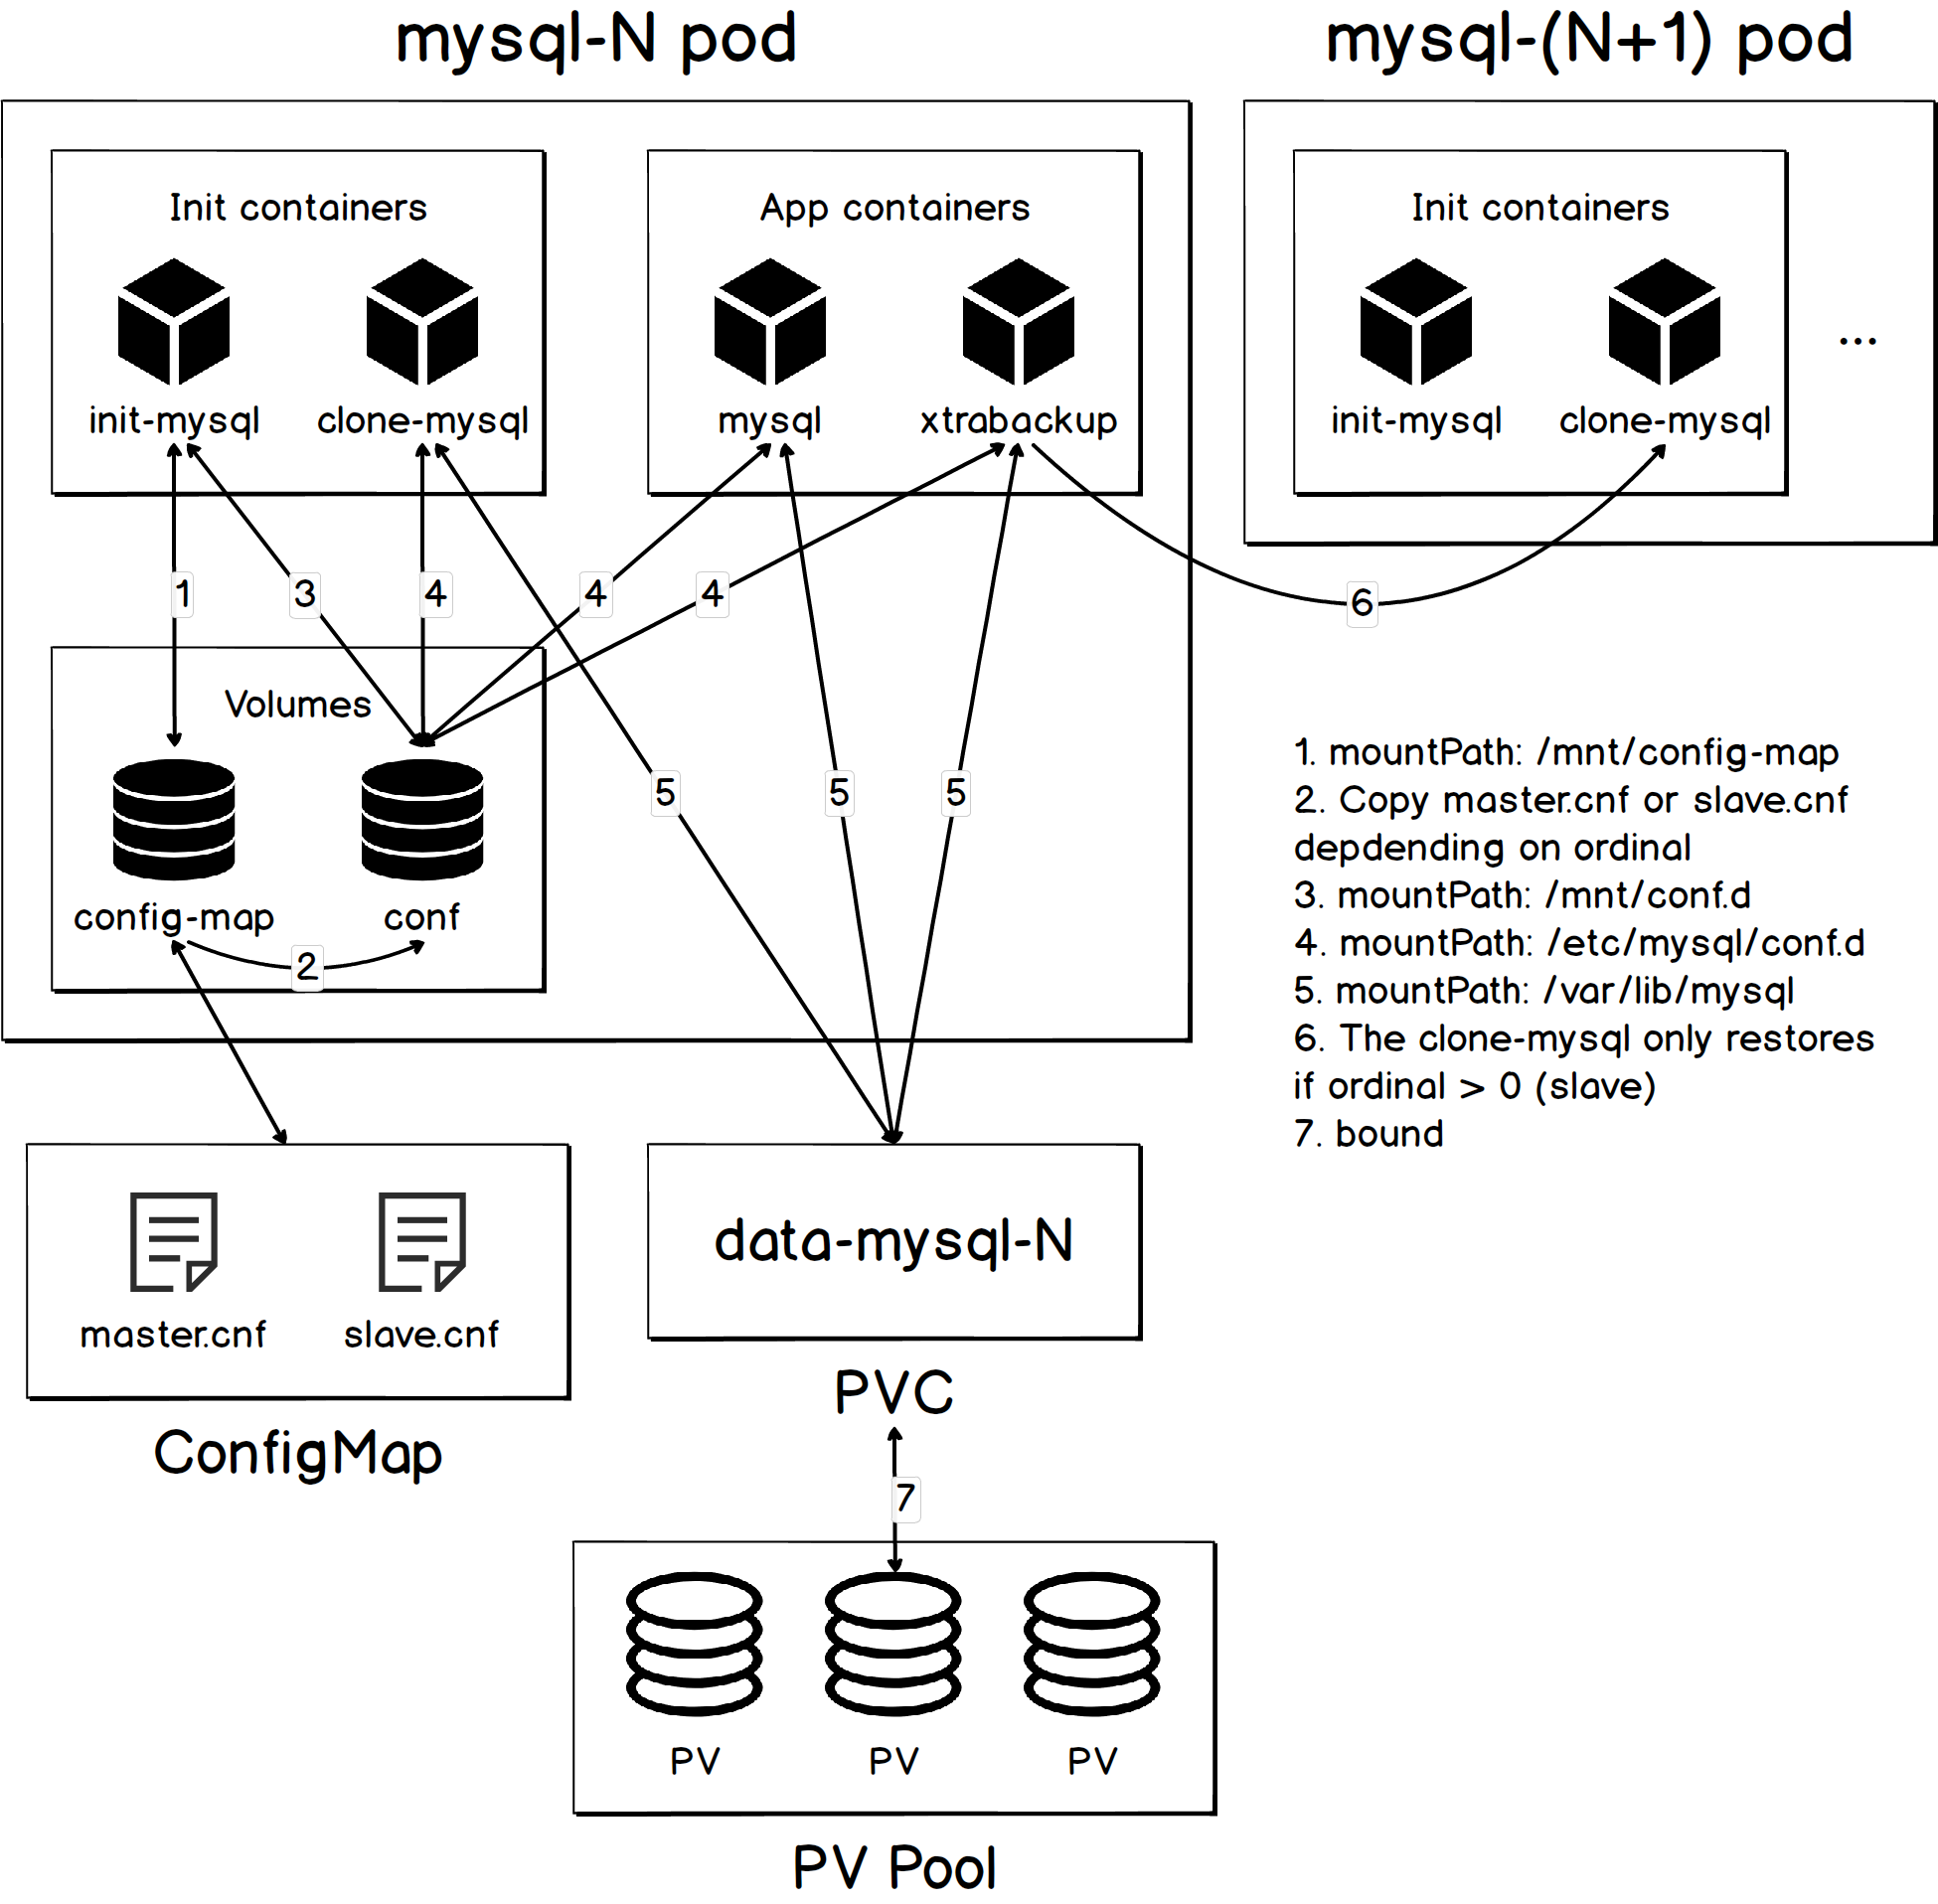 mysql-N pod
mysql-(N+1) pod
Init containers
App containers
Init containers
init-mysql
clone-mysql
mysql
xtrabackup
init-mysql
clone-mysql
...
1
3
4
4
4
6
Volumes
5
5
5
config-map
conf
2
1. mountPath: /mnt/config-map
2. Copy master.cnf or slave.cnf
depdending on ordinal
3. mountPath: /mnt/conf.d
4. mountPath: /etc/mysql/conf.d
5. mountPath: /var/lib/mysql
6. The clone-mysql only restores
if ordinal > 0 (slave)
7. bound
master.cnf
slave.cnf
ConfigMap
data-mysql-N
PVC
7
PV
PV
PV
PV Pool